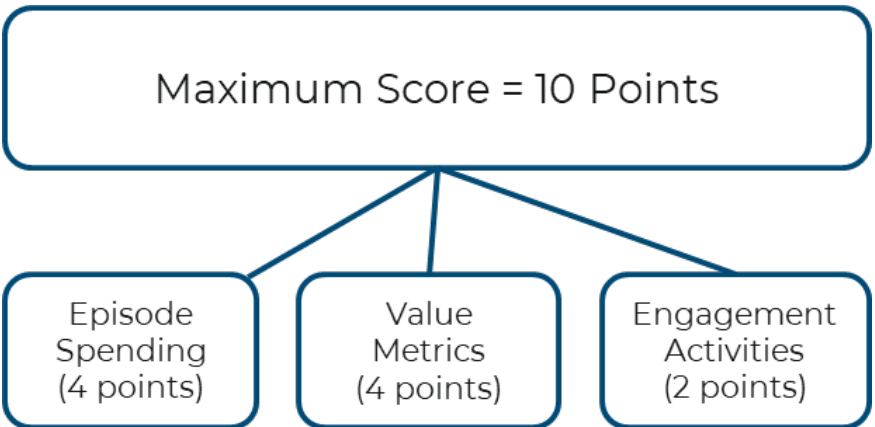 Maximum Score = 10 Points
Episode
Spending
(4 points)
Value
Metrics
(4 points)
Engagement
Activities
(2 points)